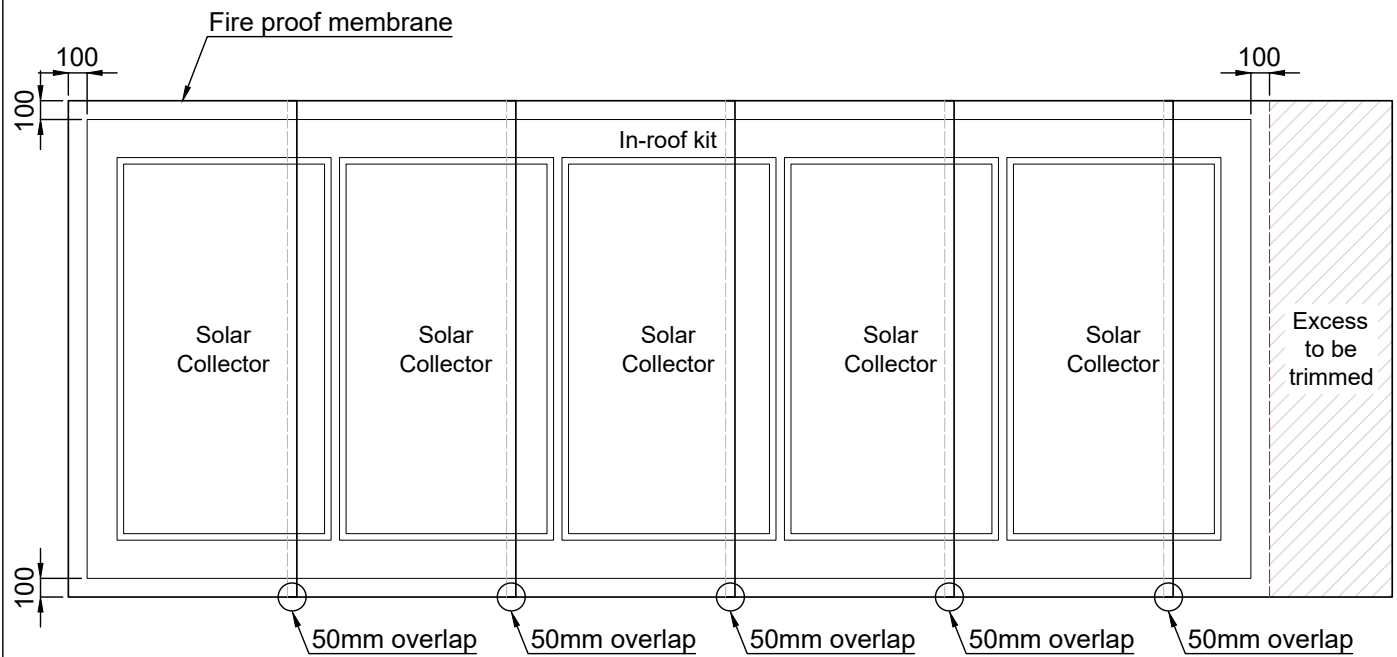 Fire proof membrane
100
100
100
In-roof kit
Solar
Collector
Solar
Collector
Solar
Collector
Solar
Collector
Solar
Collector
Excess
to be
trimmed
100
50mm overlap
50mm overlap
50mm overlap
50mm overlap
50mm overlap